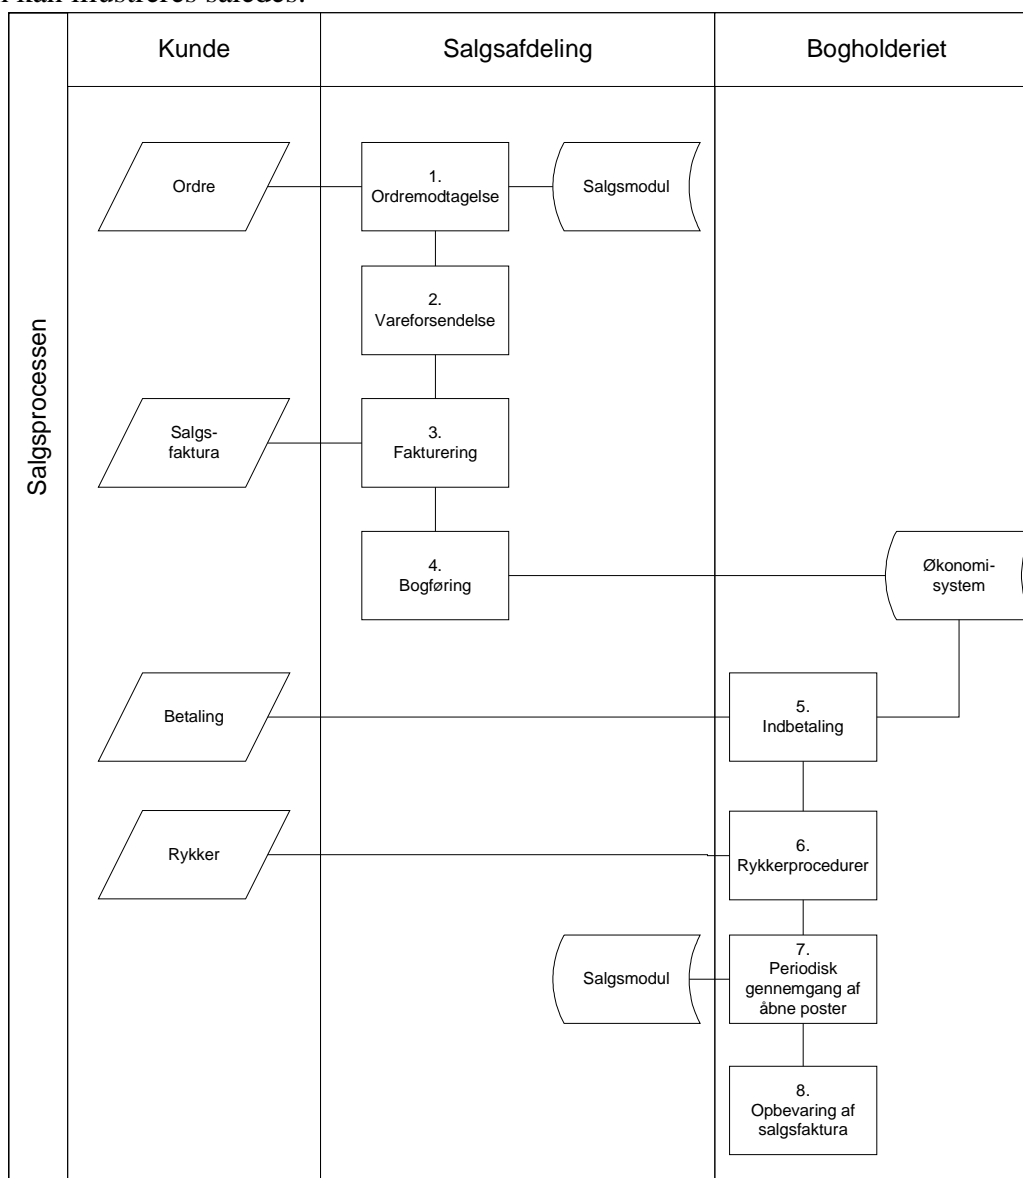 kan illustreres således:
Kunde
Salgsafdeling
Bogholderiet
Salgsprocessen
Ordre
1.
Ordremodtagelse
Salgsmodul
2.
Vareforsendelse
Salgs-
faktura
3.
Fakturering
4.
Bogføring
Økonomi-
system
Betaling
5.
Indbetaling
Rykker
6.
Rykkerprocedurer
Salgsmodul
7.
Periodisk
gennemgang af
åbne poster
8.
Opbevaring af
salgsfaktura